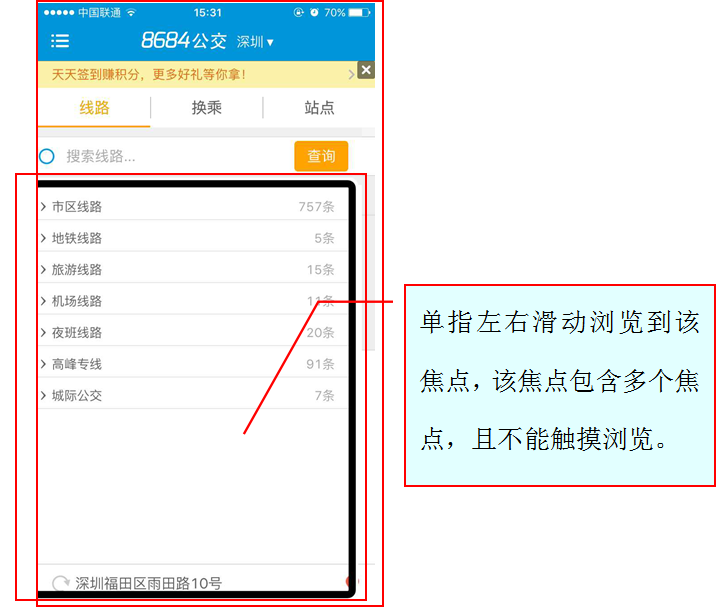 中国联通 15:31 70%
8684公交 深圳▾
天天签到赚积分，更多好礼等你拿！
线路 换乘 站点
搜索线路... 查询
市区线路 757条
地铁线路 5条
旅游线路 15条
机场线路 11条
夜班线路 20条
高峰专线 91条
城际公交 7条
深圳福田区雨田路10号
单指左右滑动浏览到该
焦点，该焦点包含多个焦
点，且不能触摸浏览。